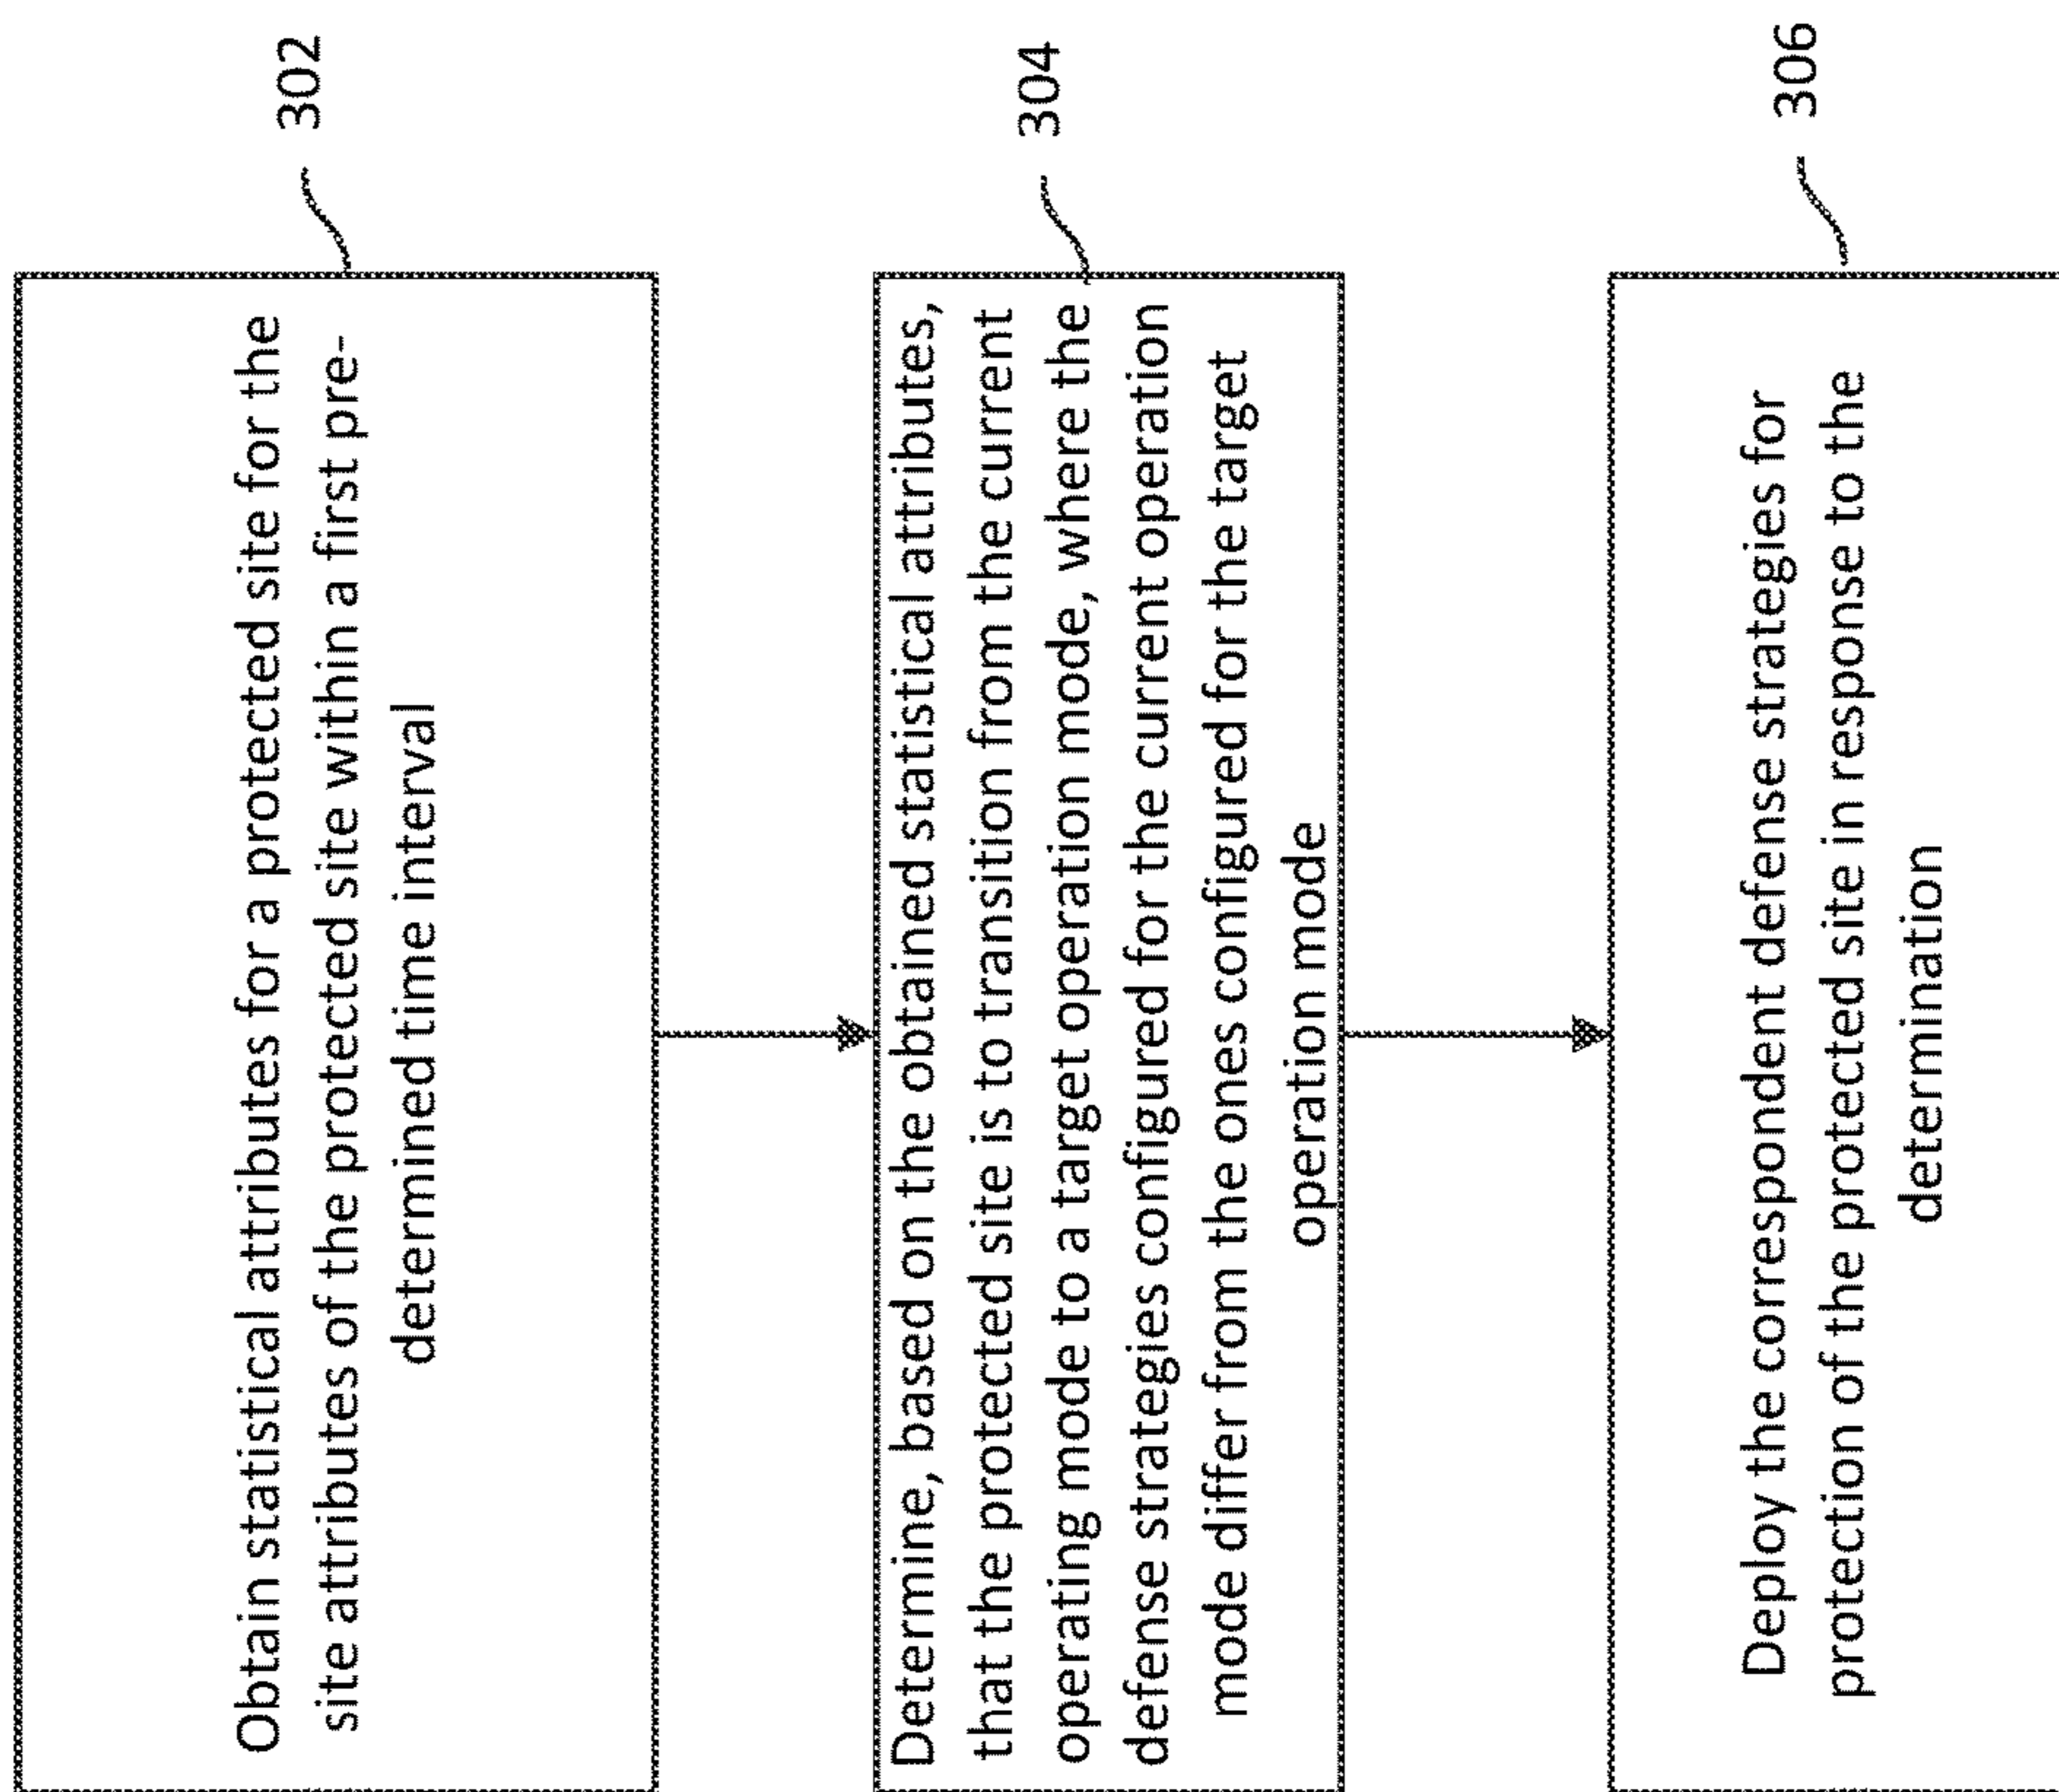 Obtain statistical attributes for a protected site for the
site attributes of the protected site within a first pre-
determined time interval
302
Determine, based on the obtained statistical attributes,
that the protected site is to transition from the current
operating mode to a target operation mode, where the
defense strategies configured for the current operation
mode differ from the ones configured for the target
operation mode
304
Deploy the correspondent defense strategies for
protection of the protected site in response to the
determination
306